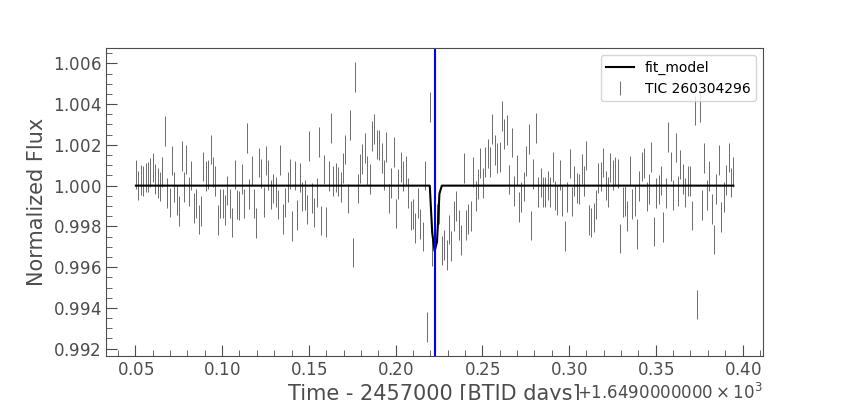 1.006
1.004
1.002
1.000
0.998
0.996
0.994
0.992
Normalized Flux
fit_model
TIC 260304296
0.05 0.10 0.15 0.20 0.25 0.30 0.35 0.40
Time - 2457000 [BTJD days]
+1.6490000000 × 10³